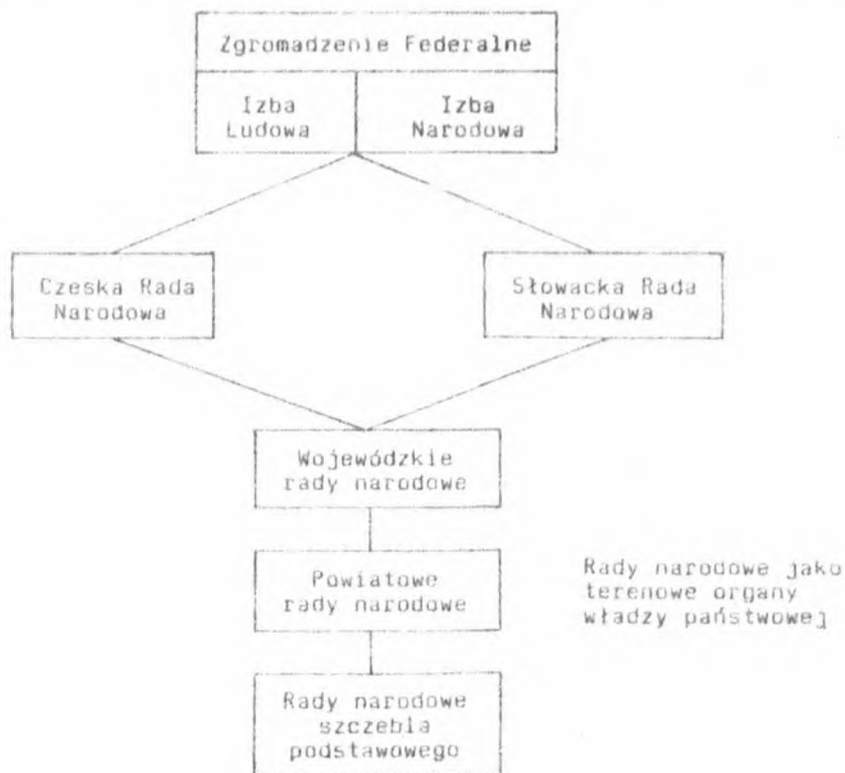 Zgromadzenie Federalne
Izba
Ludowa
Izba
Narodowa
Czeska Rada
Narodowa
Słowacka Rada
Narodowa
Wojewódzkie
rady narodowe
Powiatowe
rady narodowe
Rady narodowe jako
terenowe organy
władzy państwowej
Rady narodowe
szczebla
podstawowego